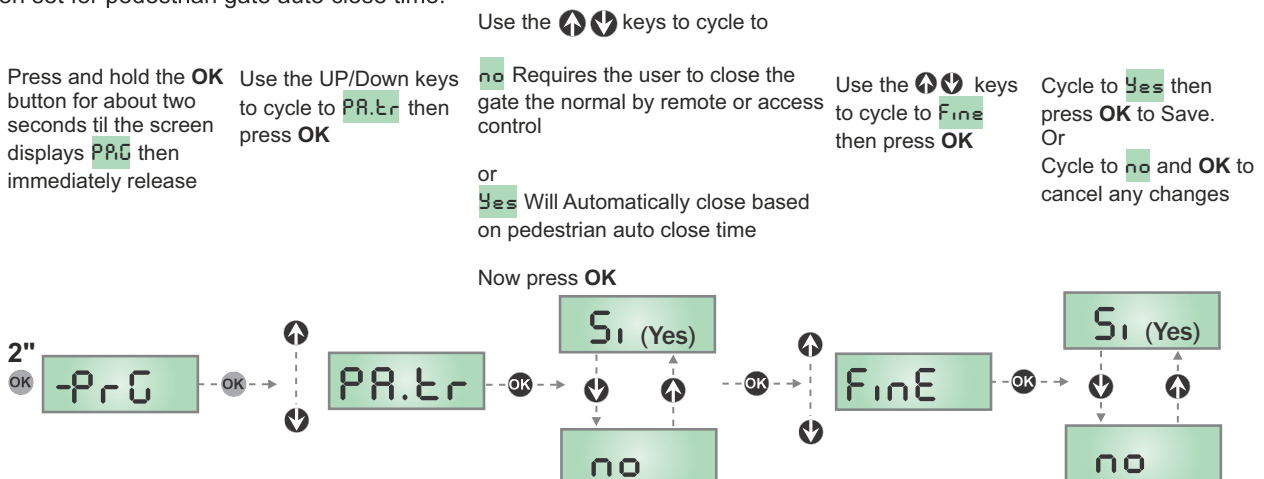 on set for pedestrian gate auto close time.
Press and hold the OK
button for about two
seconds til the screen
displays PRG then
immediately release
Use the UP/Down keys
to cycle to PA.tr then
press OK
Use the keys to cycle to
no Requires the user to close the
gate the normal by remote or access
control
or
Yes Will Automatically close based
on pedestrian auto close time
Now press OK
Use the keys
to cycle to Fine
then press OK
Cycle to Yes then
press OK to Save.
Or
Cycle to no and OK to
cancel any changes
2"
OK
-PrG
OK
PA.tr
OK
Si (Yes)
no
OK
FinE
OK
Si (Yes)
no